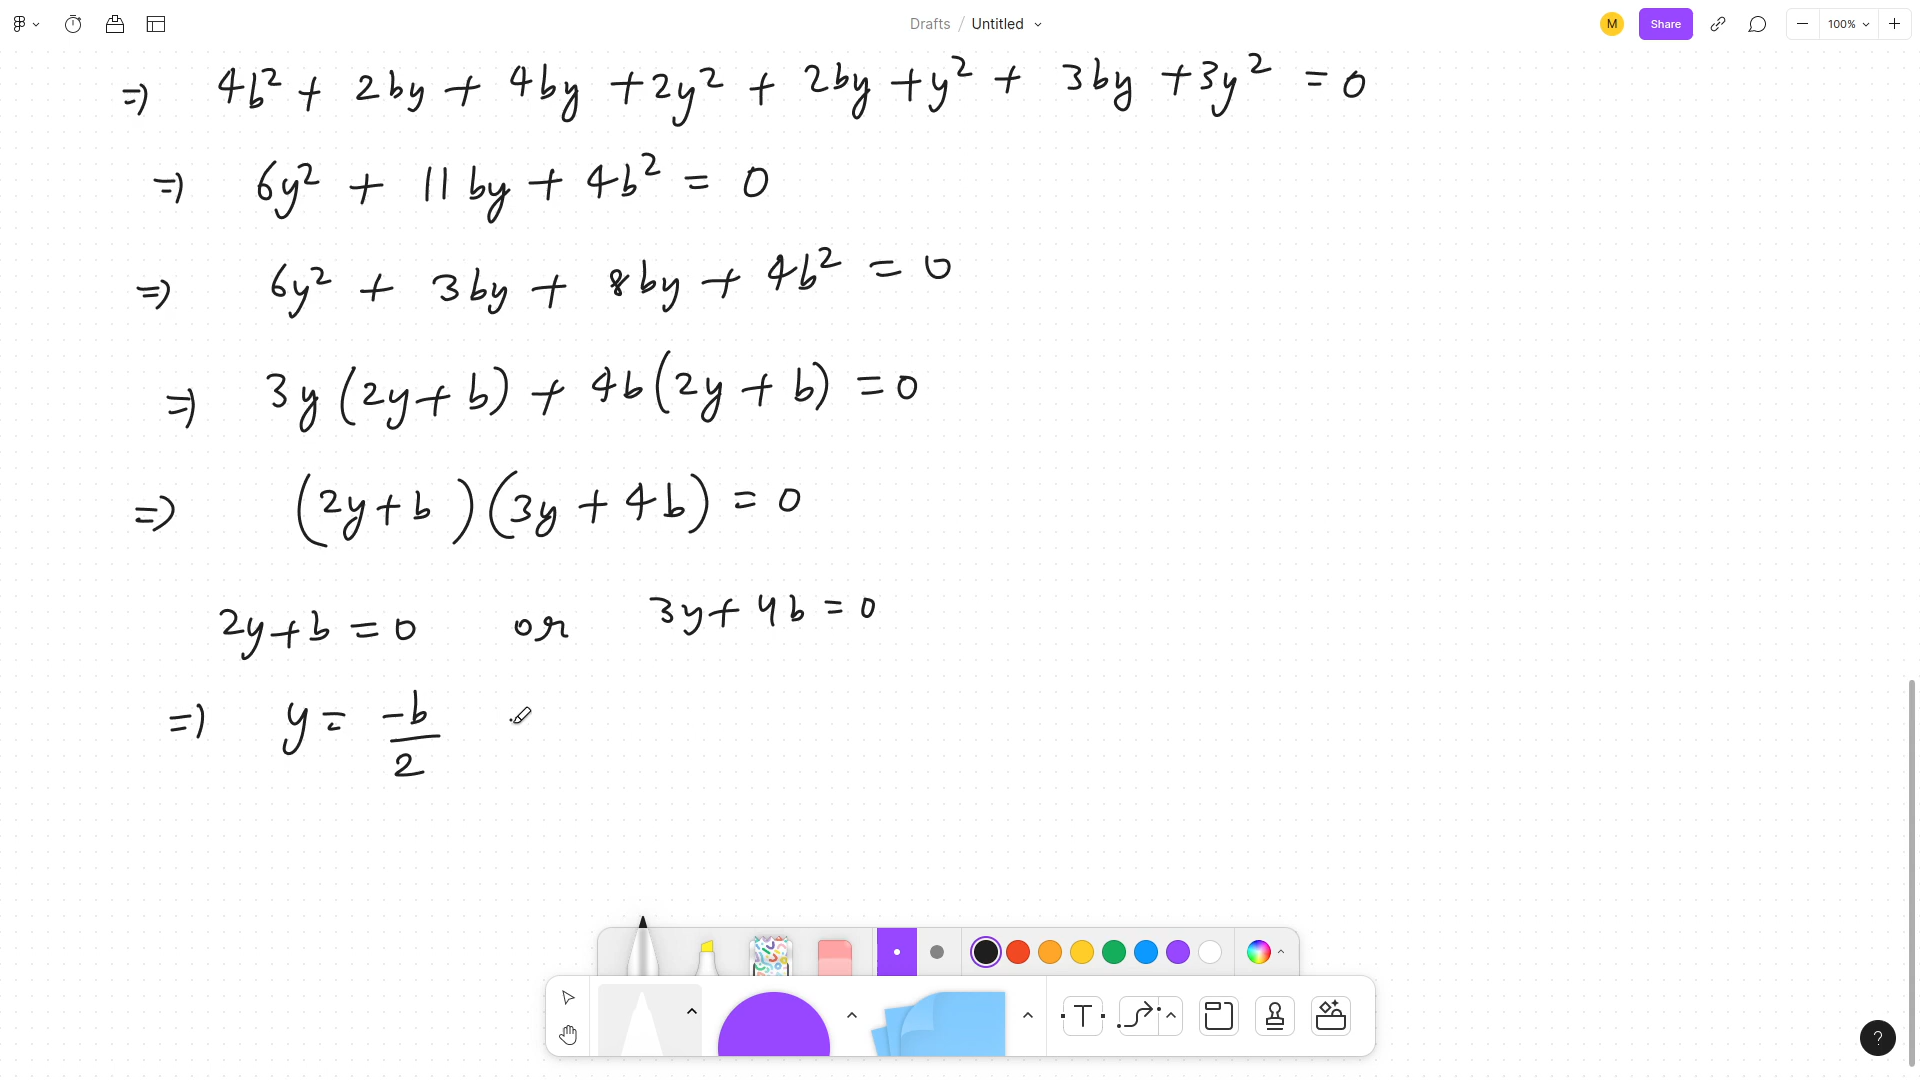 Drafts / Untitled
M
Share
100%
=> 4b² + 2by + 4by + 2y² + 2by + y² + 3by + 3y² = 0
=> 6y² + 11by + 4b² = 0
=> 6y² + 3by + 8by + 4b² = 0
=> 3y(2y+b) + 4b(2y+b) = 0
=> (2y+b)(3y+4b) = 0
2y+b = 0 or 3y+4b = 0
=> y = -b/2
T
?